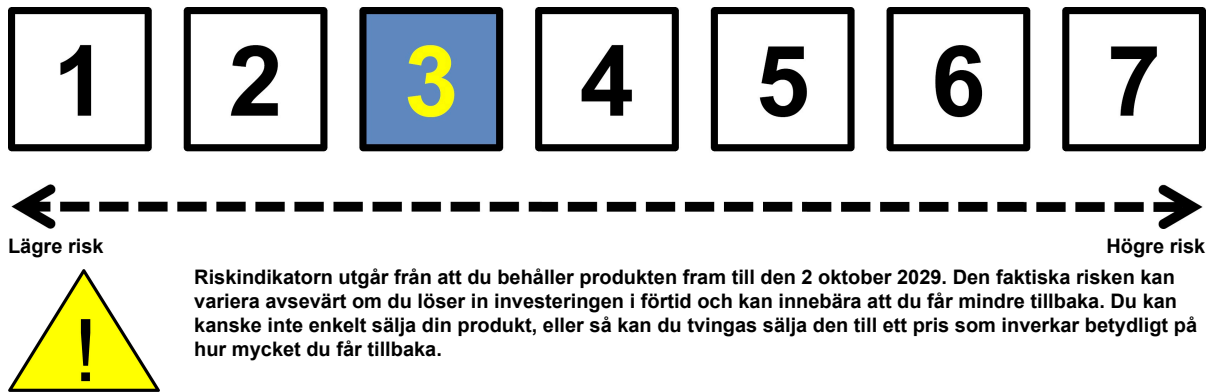 1 2 3 4 5 6 7
Lägre risk Högre risk
!
Riskindikatorn utgår från att du behåller produkten fram till den 2 oktober 2029. Den faktiska risken kan
variera avsevärt om du löser in investeringen i förtid och kan innebära att du får mindre tillbaka. Du kan
kanske inte enkelt sälja din produkt, eller så kan du tvingas sälja den till ett pris som inverkar betydligt på
hur mycket du får tillbaka.